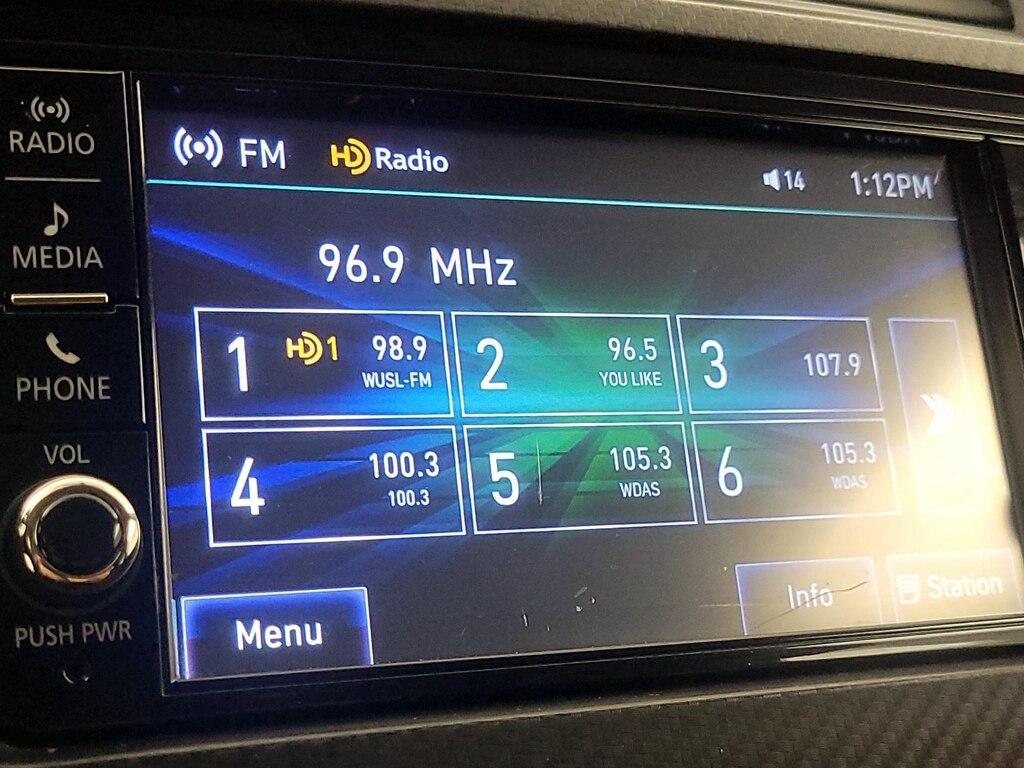 RADIO
MEDIA
PHONE
VOL
PUSH PWR
FM HD Radio 14 1:12PM
96.9 MHz
1 HD1 98.9
WUSL-FM
2 96.5
YOU LIKE
3 107.9
4 100.3
100.3
5 105.3
WDAS
6 105.3
WDAS
Menu Info Station